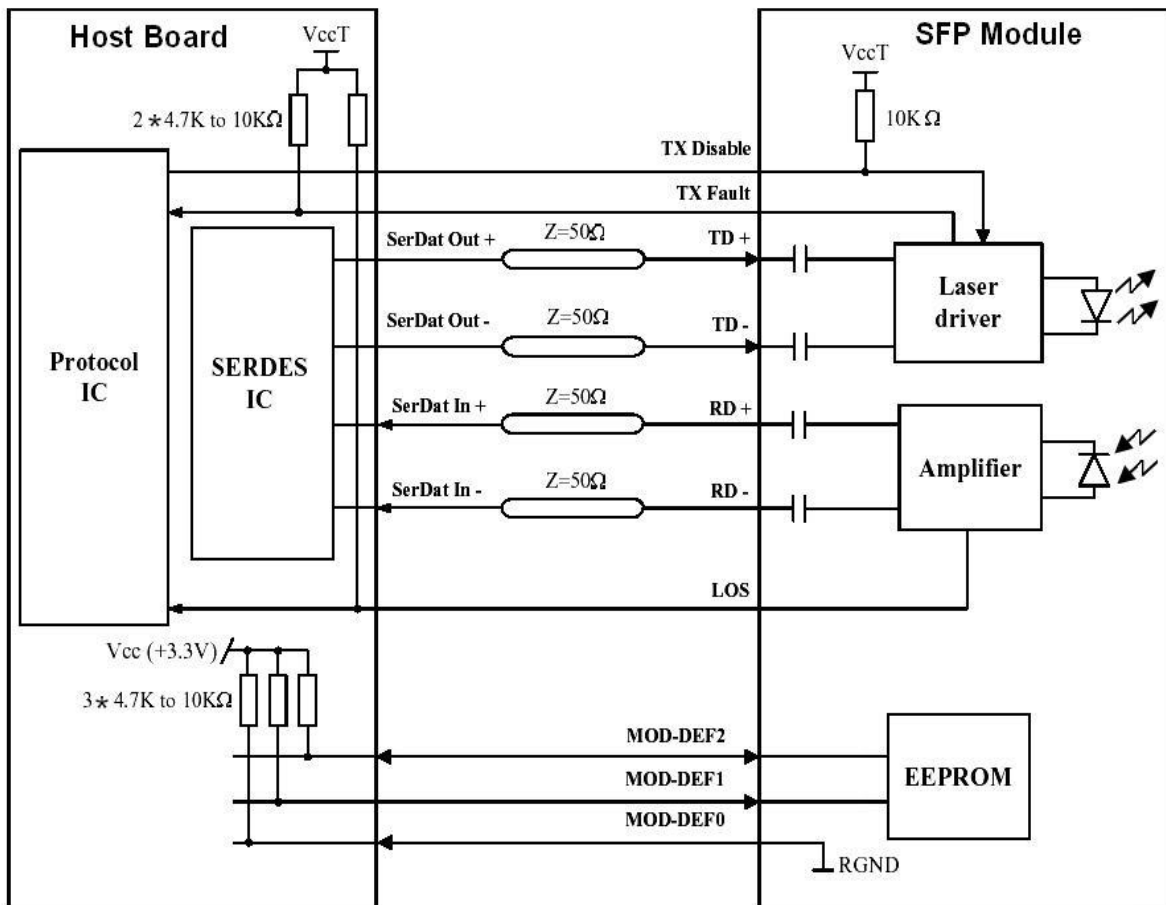 Host Board
SFP Module
VccT
VccT
2*4.7K to 10KΩ
10KΩ
TX Disable
TX Fault
SerDat Out +
Z=50Ω
TD +
SerDat Out -
Z=50Ω
TD -
Laser
driver
Protocol
IC
SERDES
IC
SerDat In +
Z=50Ω
RD +
SerDat In -
Z=50Ω
RD -
Amplifier
LOS
Vcc (+3.3V)
3*4.7K to 10KΩ
MOD-DEF2
MOD-DEF1
MOD-DEF0
EEPROM
RGND